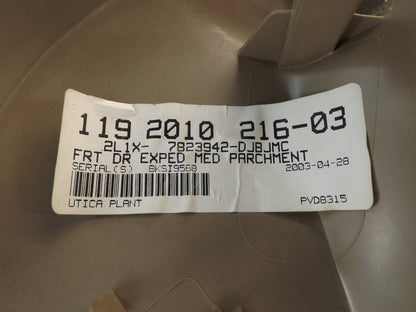 119 2010 216-03
2L1X- 7823942-DJBJMC
FRT DR EXPED MED PARCHMENT
SERIAL(S) 8KSI9588 2003-04-28
UTICA PLANT PVD8315